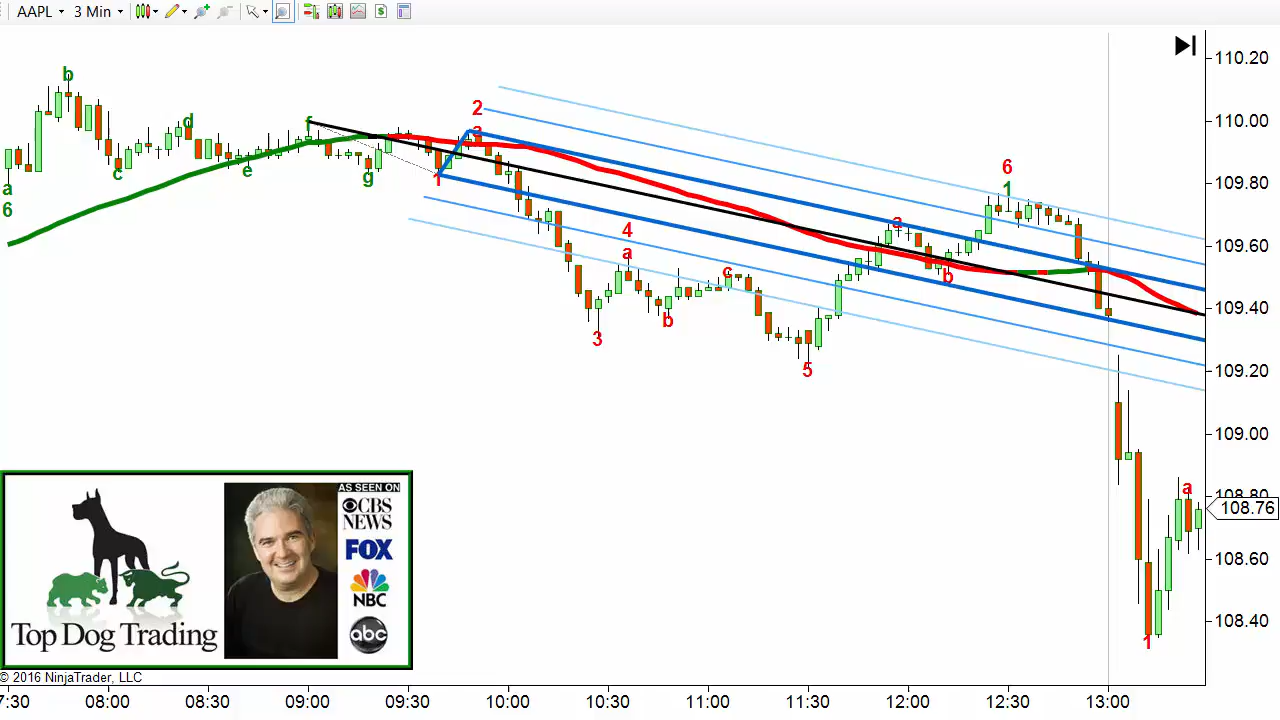 AAPL 3 Min
110.20
b
110.00
d
f
2
a
c
e
g
1
109.80
a
6
6
1
a
109.60
4
a
c
b
b
109.40
3
5
109.20
109.00
108.80
a
108.76
108.60
108.40
1
AS SEEN ON
CBS
NEWS
FOX
NBC
abc
Top Dog Trading
© 2016 NinjaTrader, LLC
7:30 08:00 08:30 09:00 09:30 10:00 10:30 11:00 11:30 12:00 12:30 13:00